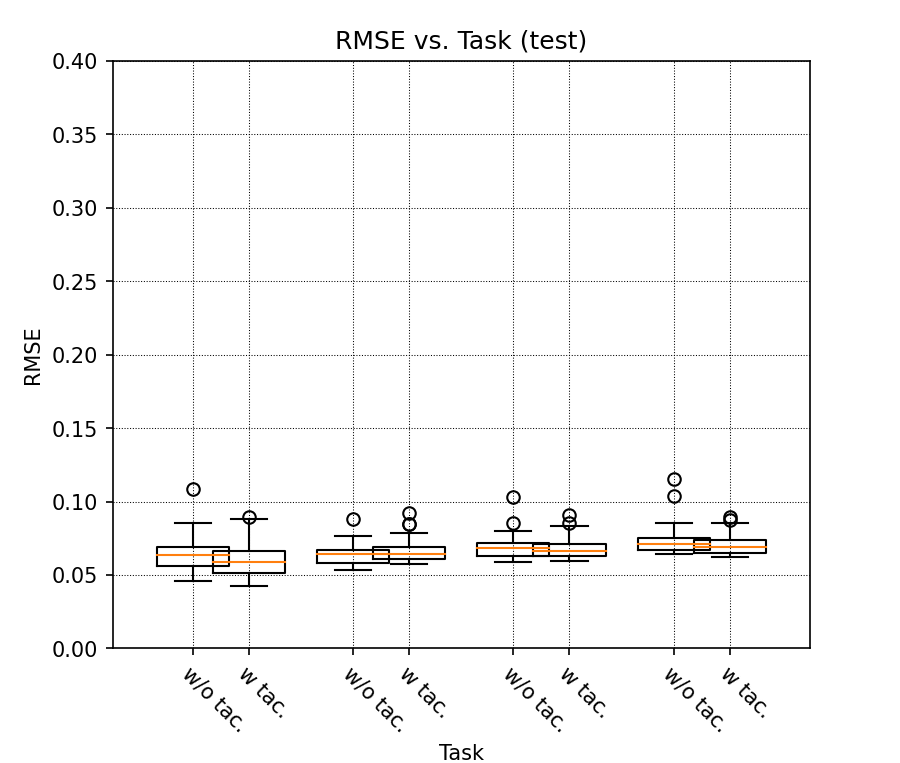 RMSE vs. Task (test)
0.40
0.35
0.30
0.25
0.20
0.15
0.10
0.05
0.00
RMSE
w/o tac.
w tac.
w/o tac.
w tac.
w/o tac.
w tac.
w/o tac.
w tac.
Task